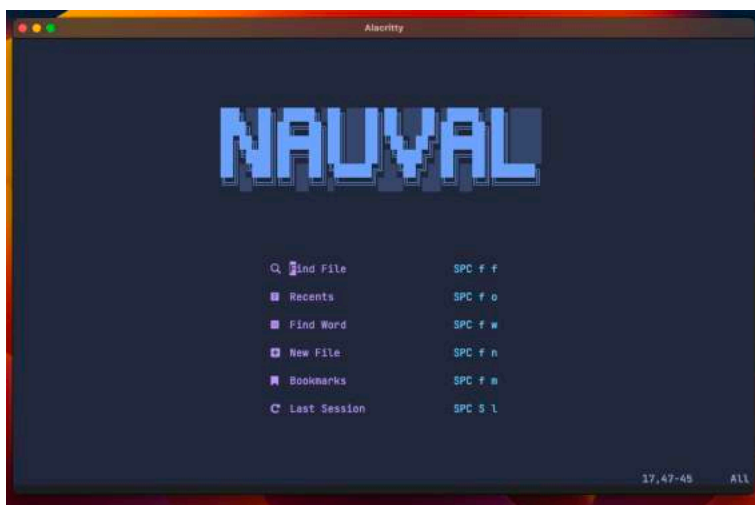 Alacritty
NAUVAL
Find File SPC f f
Recents SPC f o
Find Word SPC f w
New File SPC f n
Bookmarks SPC f m
Last Session SPC S l
17,47-45 All